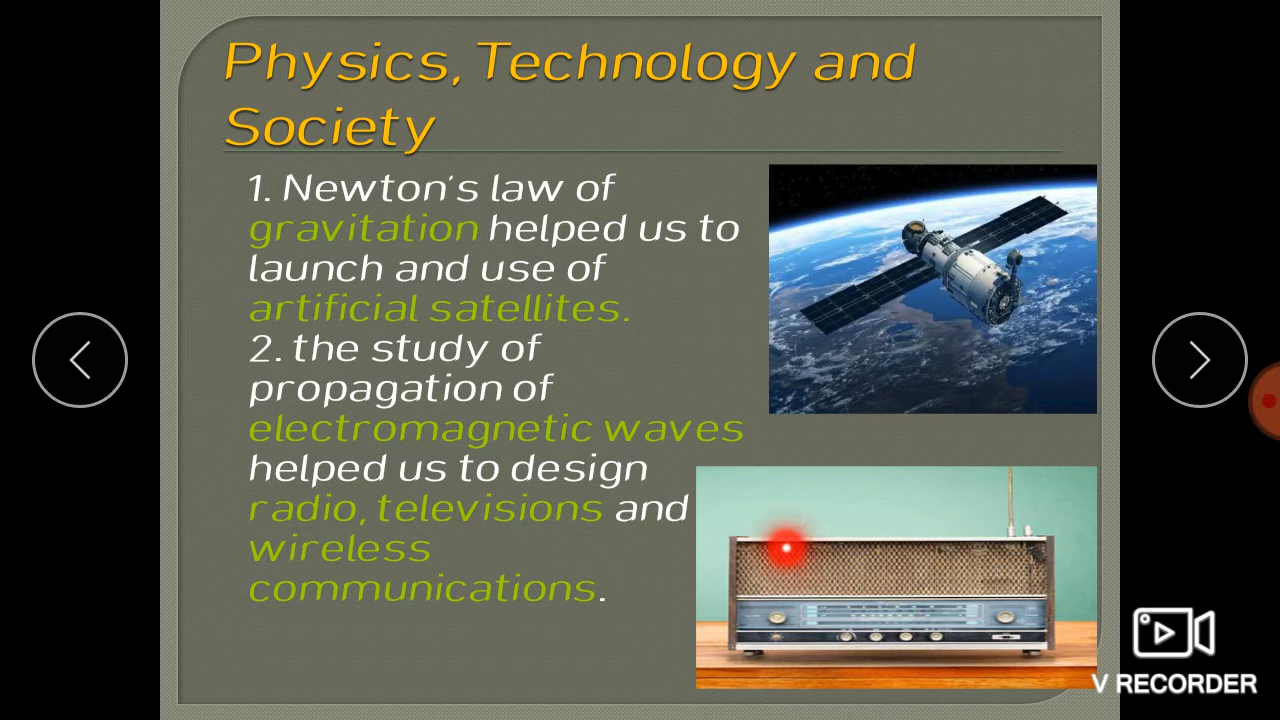 Physics, Technology and
Society
1. Newton's law of
gravitation helped us to
launch and use of
artificial satellites.
2. the study of
propagation of
electromagnetic waves
helped us to design
radio, televisions and
wireless
communications.
V RECORDER